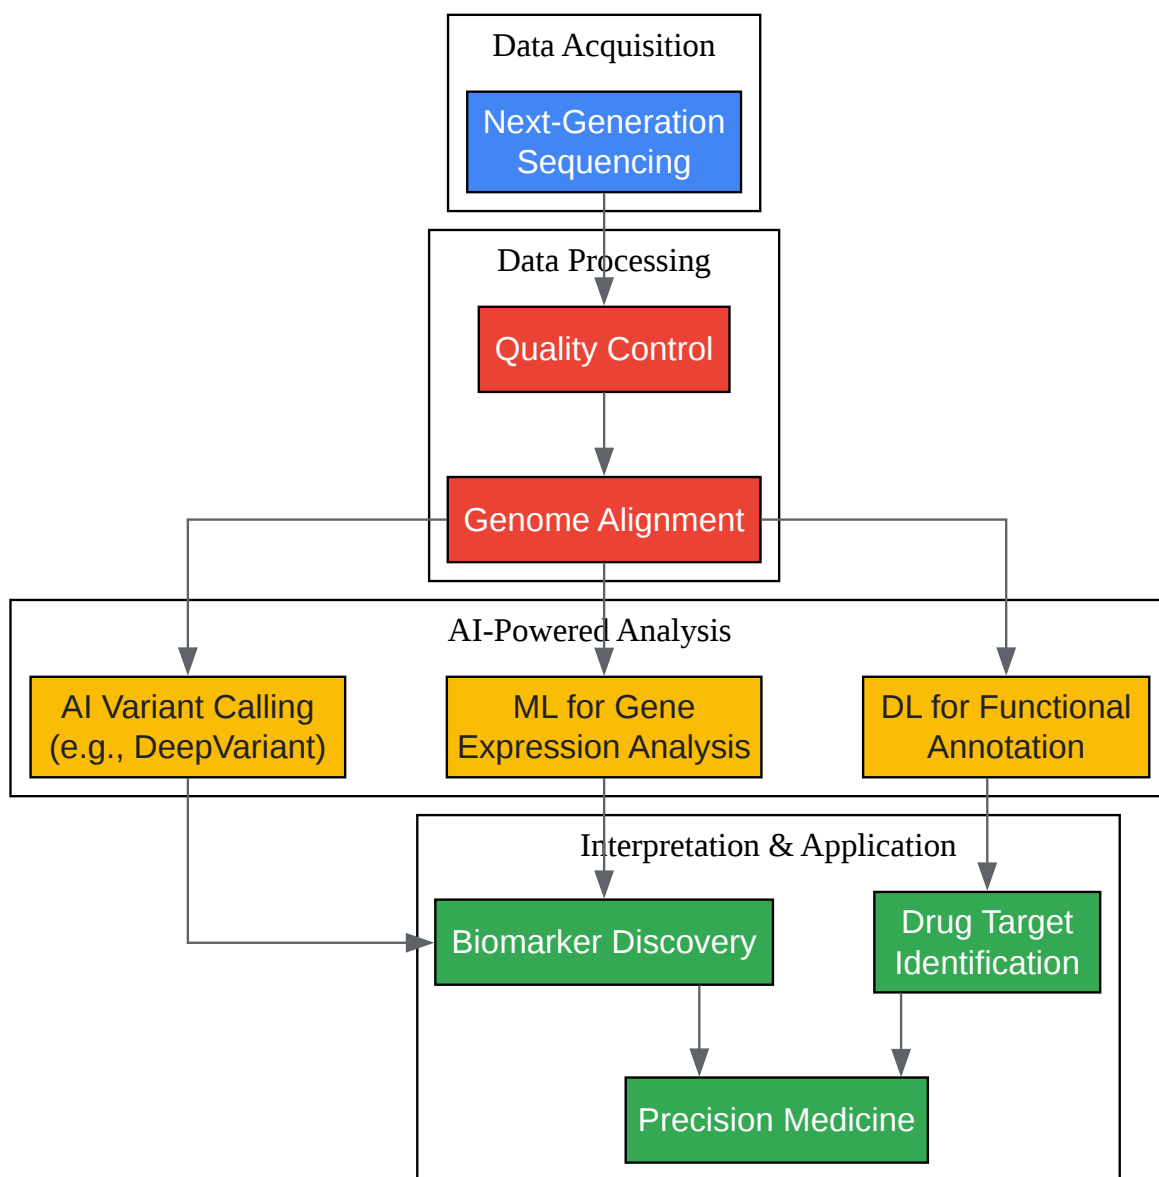 Data Acquisition
Next-Generation
Sequencing
Data Processing
Quality Control
Genome Alignment
AI-Powered Analysis
AI Variant Calling
(e.g., DeepVariant)
ML for Gene
Expression Analysis
DL for Functional
Annotation
Interpretation & Application
Biomarker Discovery
Drug Target
Identification
Precision Medicine